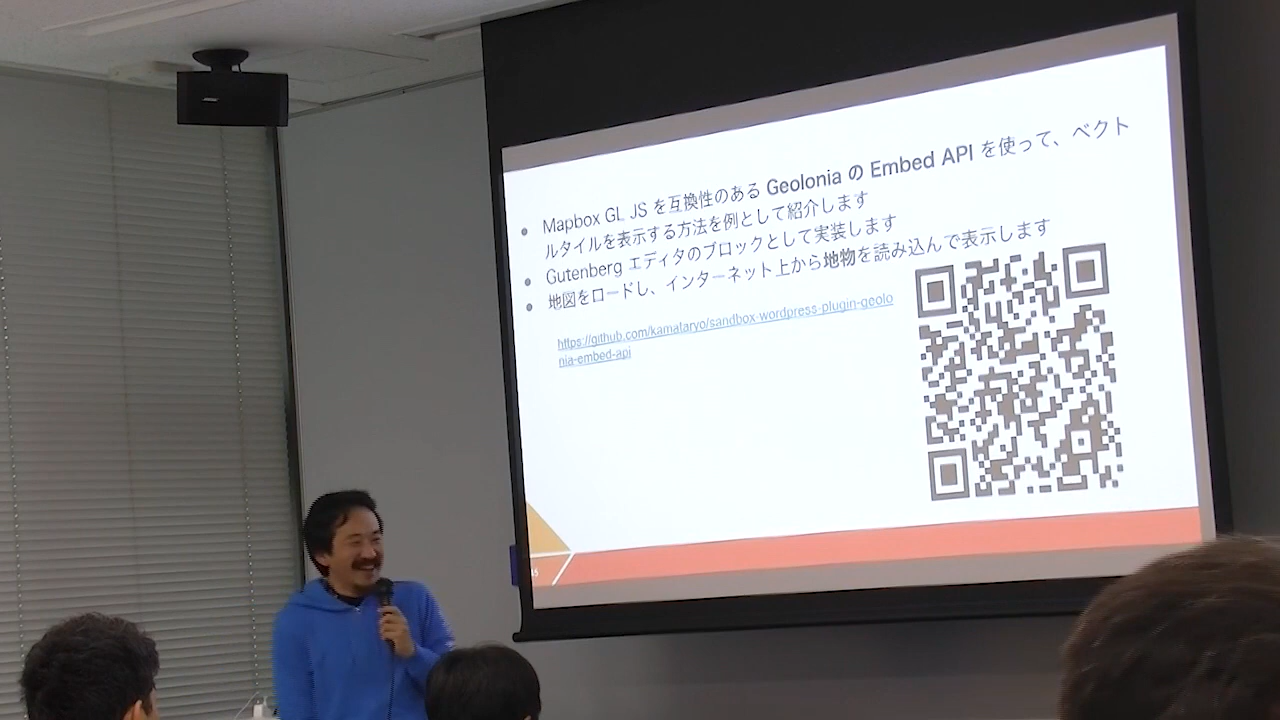 Mapbox GL JS を互換性のある Geolonia の Embed API を使って、ベクト
ルタイルを表示する方法を例として紹介します
Gutenberg エディタのブロックとして実装します
地図をロードし、インターネット上から地物を読み込んで表示します
https://github.com/kamataryo/sandbox-wordpress-plugin-geolo
nia-embed-api